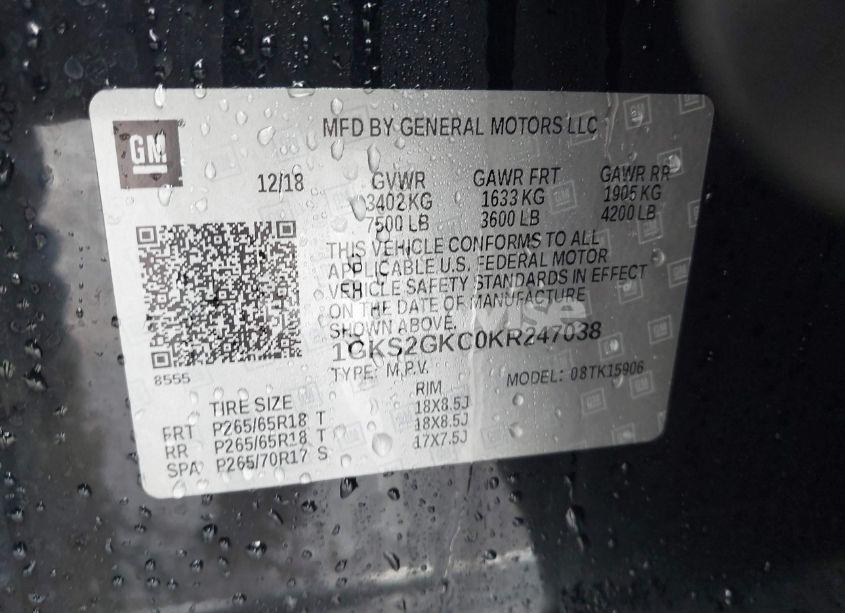 GM
MFD BY GENERAL MOTORS LLC
12/18
GVWR GAWR FRT GAWR RR
3402 KG 1633 KG 1905 KG
7500 LB 3600 LB 4200 LB
THIS VEHICLE CONFORMS TO ALL
APPLICABLE U.S. FEDERAL MOTOR
VEHICLE SAFETY STANDARDS IN EFFECT
ON THE DATE OF MANUFACTURE
SHOWN ABOVE.
1GKS2GKC0KR247038
TYPE: M.P.V. MODEL: 08TK15906
8555
TIRE SIZE RIM
FRT P265/65R18 T 18X8.5J
RR P265/65R18 T 18X8.5J
SPA P265/70R17 S 17X7.5J